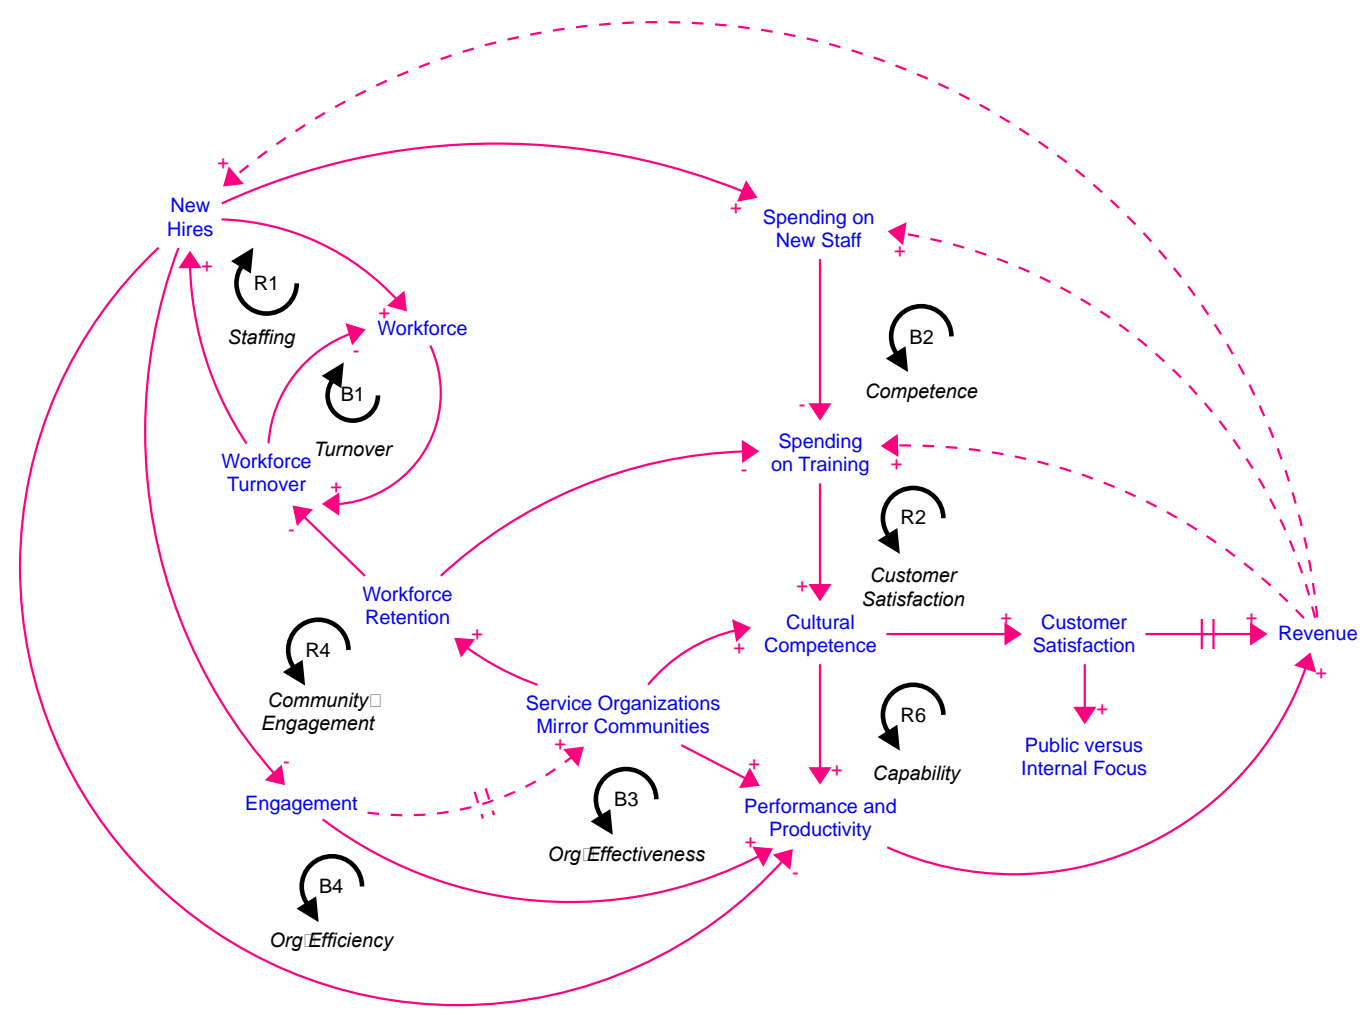 New
Hires
R1
Staffing
Workforce
B1
Turnover
Workforce
Turnover
Spending on
New Staff
B2
Competence
Spending
on Training
R2
Customer
Satisfaction
Workforce
Retention
R4
Community□
Engagement
Cultural
Competence
Customer
Satisfaction
Revenue
Service Organizations
Mirror Communities
R6
Capability
Public versus
Internal Focus
Engagement
B3
Org□Effectiveness
Performance and
Productivity
B4
Org□Efficiency
+
+
+
+
-
+
-
+
+
-
+
-
+
+
+
+
+
+
+
+
+
+
-
+
+
-